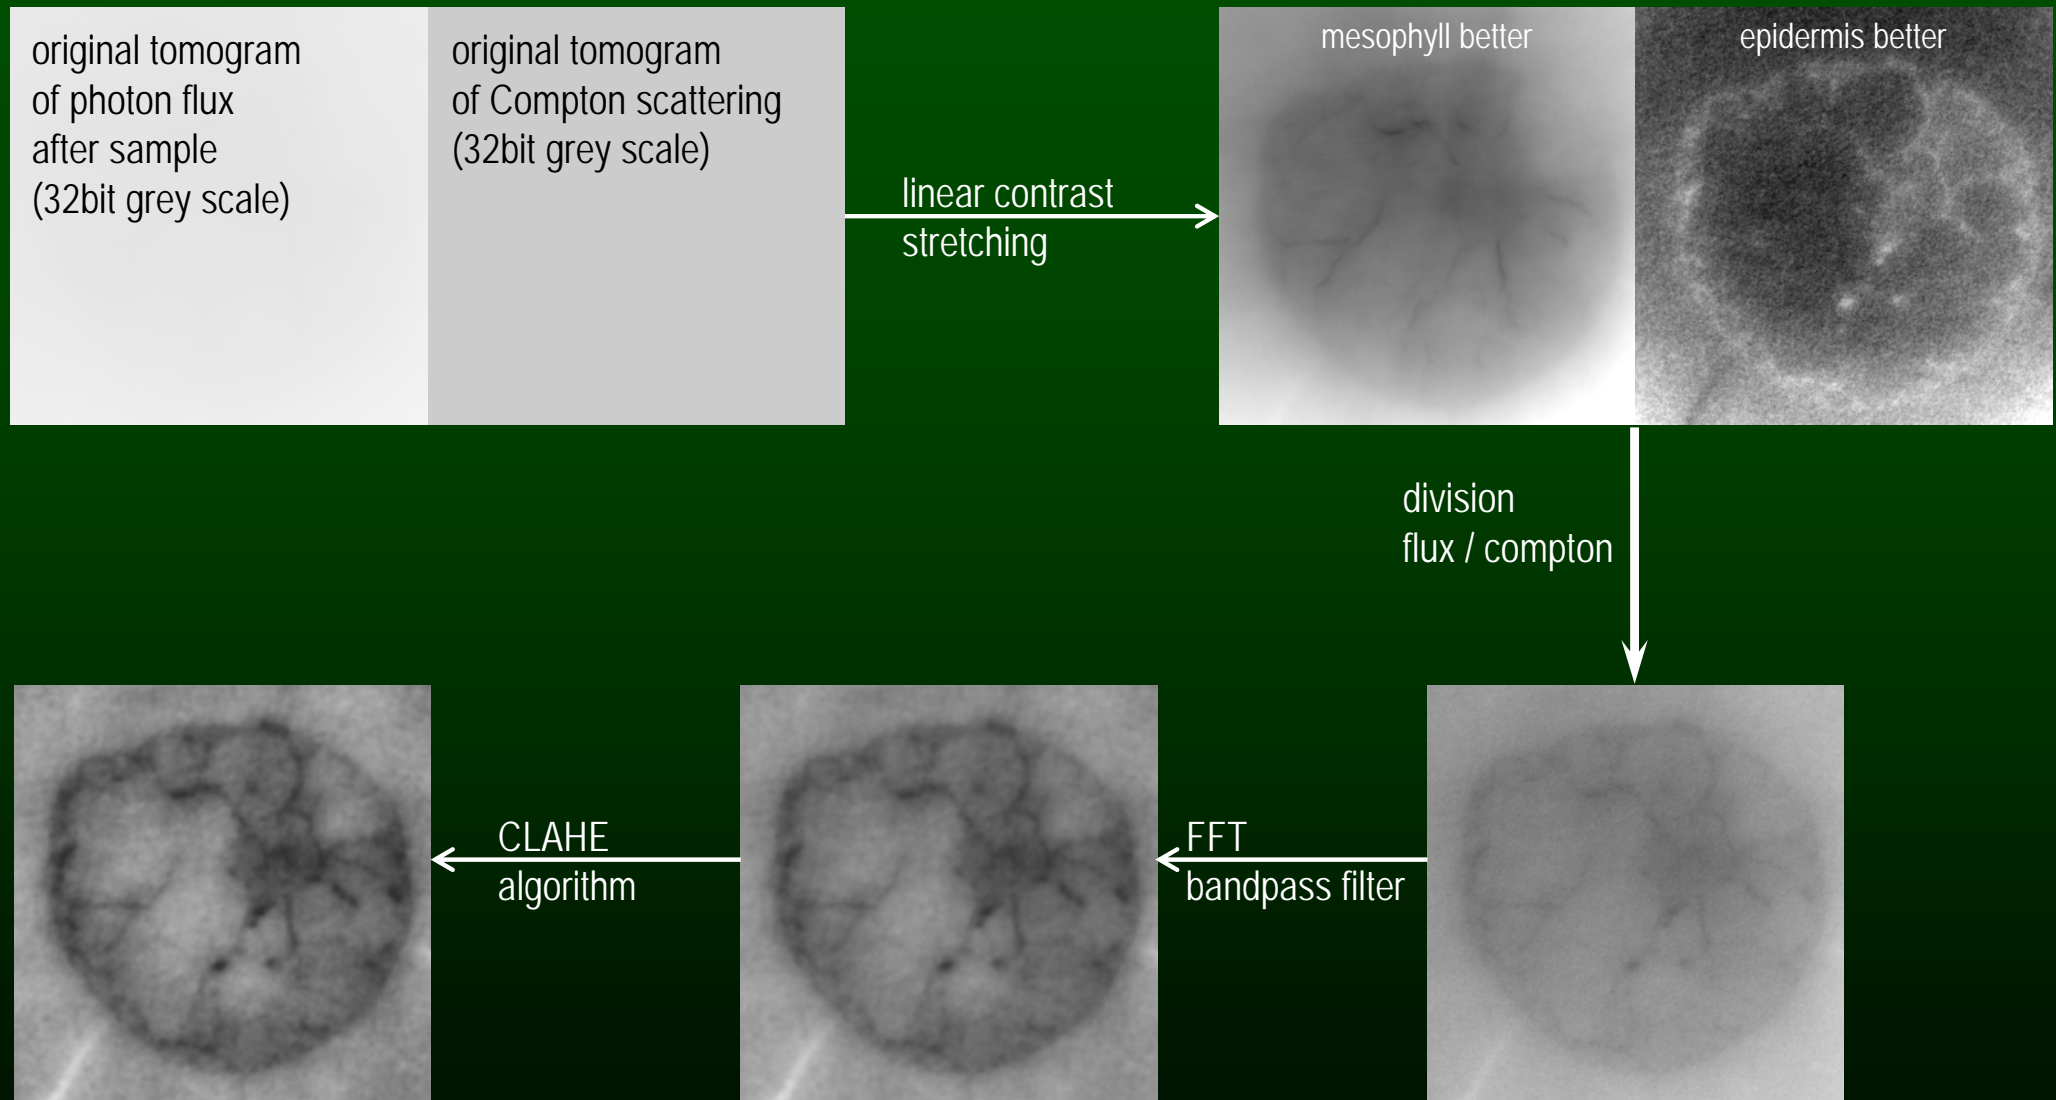 original tomogram
of photon flux
after sample
(32bit grey scale)
original tomogram
of Compton scattering
(32bit grey scale)
linear contrast
stretching
mesophyll better
epidermis better
division
flux / compton
CLAHE
algorithm
FFT
bandpass filter